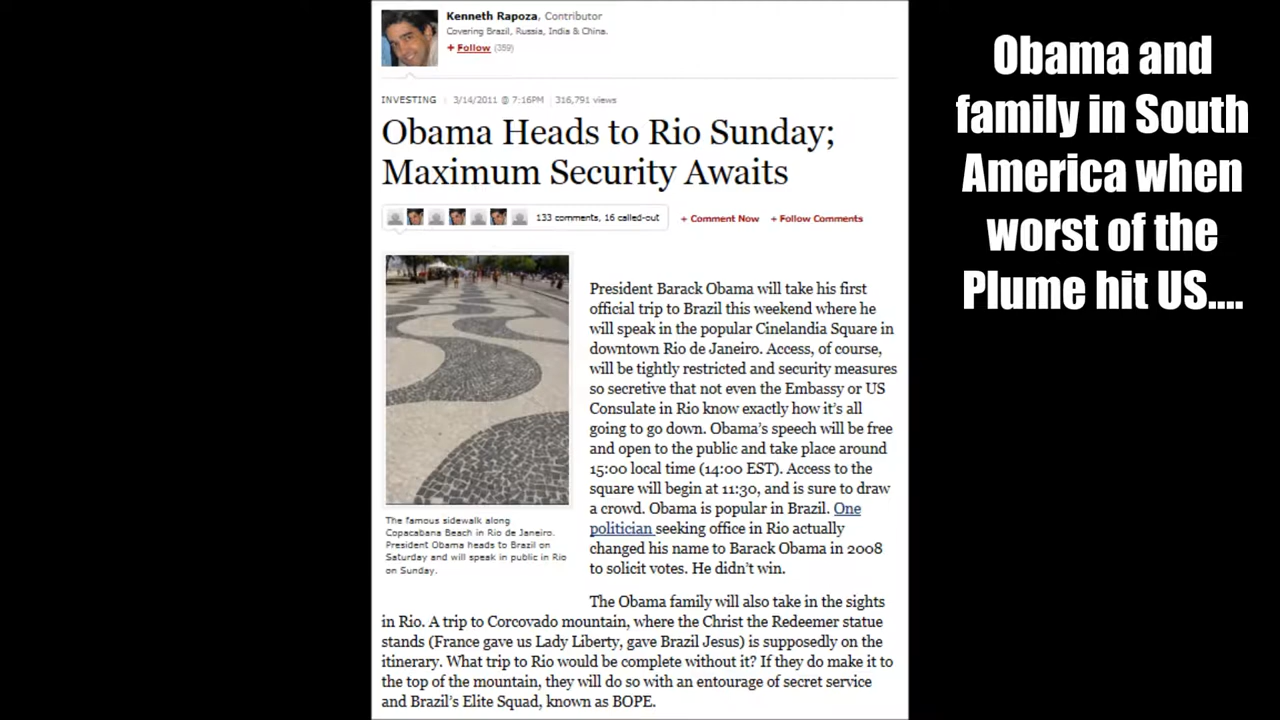 Kenneth Rapoza, Contributor
Covering Brazil, Russia, India & China.
+ Follow (359)
INVESTING | 3/14/2011 @ 7:16PM | 316,791 views
Obama Heads to Rio Sunday;
Maximum Security Awaits
133 comments, 16 called-out
+ Comment Now + Follow Comments
The famous sidewalk along
Copacabana Beach in Rio de Janeiro.
President Obama heads to Brazil on
Saturday and will speak in public in Rio
on Sunday.
President Barack Obama will take his first
official trip to Brazil this weekend where he
will speak in the popular Cinelandia Square in
downtown Rio de Janeiro. Access, of course,
will be tightly restricted and security measures
so secretive that not even the Embassy or US
Consulate in Rio know exactly how it's all
going to go down. Obama's speech will be free
and open to the public and take place around
15:00 local time (14:00 EST). Access to the
square will begin at 11:30, and is sure to draw
a crowd. Obama is popular in Brazil. One
politician seeking office in Rio actually
changed his name to Barack Obama in 2008
to solicit votes. He didn't win.
The Obama family will also take in the sights
in Rio. A trip to Corcovado mountain, where the Christ the Redeemer statue
stands (France gave us Lady Liberty, gave Brazil Jesus) is supposedly on the
itinerary. What trip to Rio would be complete without it? If they do make it to
the top of the mountain, they will do so with an entourage of secret service
and Brazil's Elite Squad, known as BOPE.
Obama and
family in South
America when
worst of the
Plume hit US....